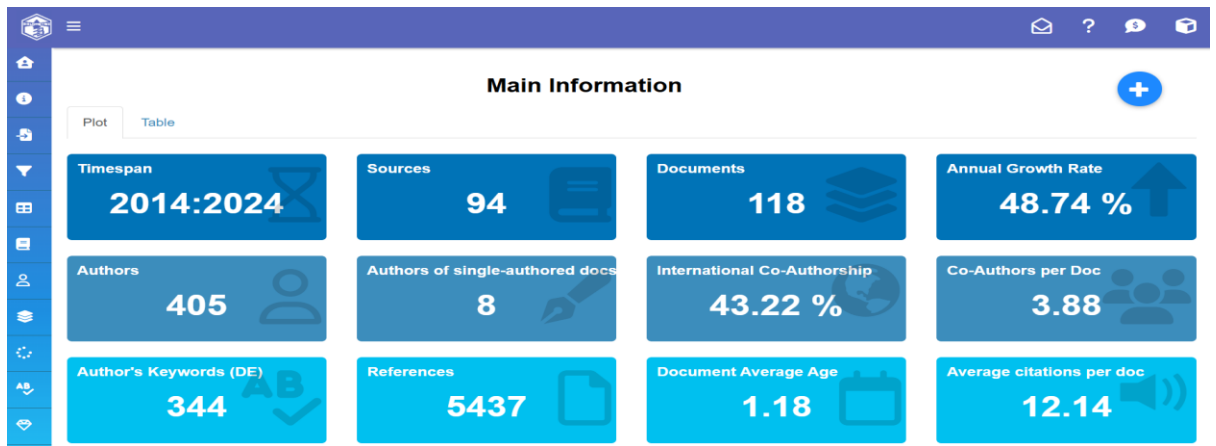 Main Information
Plot Table
Timespan
2014:2024
Sources
94
Documents
118
Annual Growth Rate
48.74 %
Authors
405
Authors of single-authored docs
8
International Co-Authorship
43.22 %
Co-Authors per Doc
3.88
Author's Keywords (DE)
344
References
5437
Document Average Age
1.18
Average citations per doc
12.14